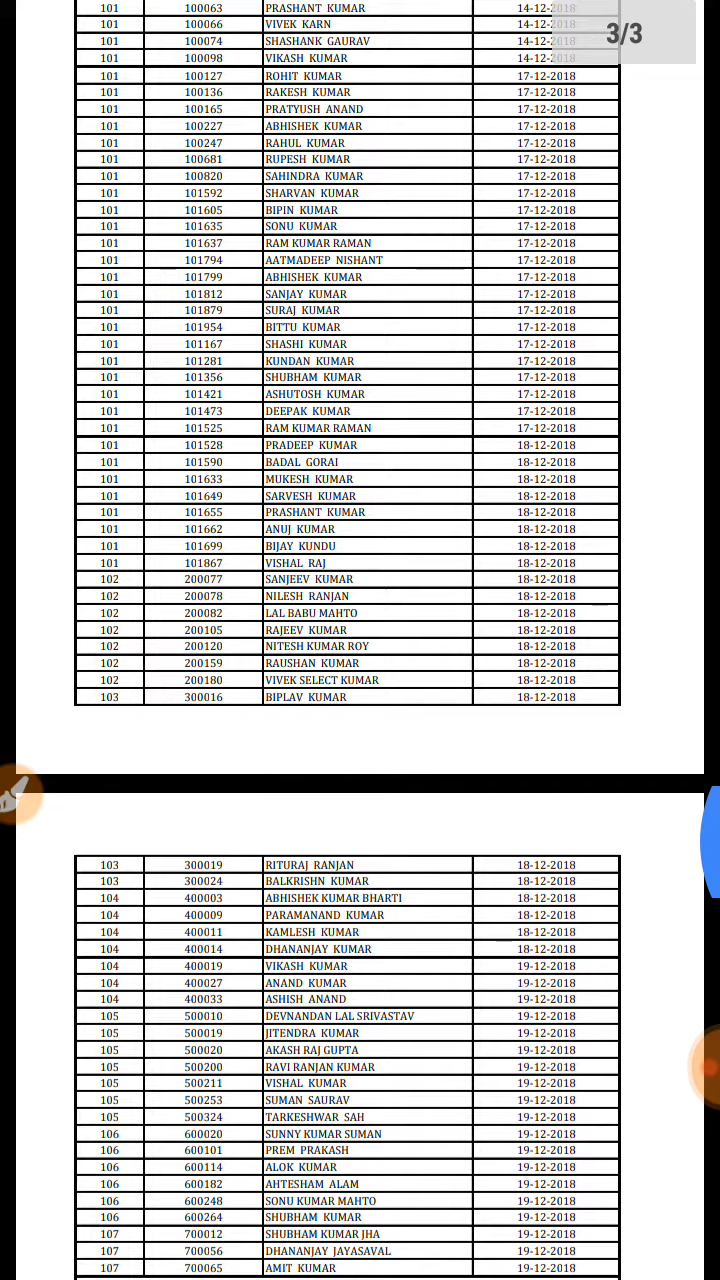 101 100063 PRASHANT KUMAR 14-12-2018
101 100066 VIVEK KARN 14-12-2018
3/3
101 100074 SHASHANK GAURAV 14-12-2018
101 100098 VIKASH KUMAR 14-12-2018
101 100127 ROHIT KUMAR 17-12-2018
101 100136 RAKESH KUMAR 17-12-2018
101 100165 PRATYUSH ANAND 17-12-2018
101 100227 ABHISHEK KUMAR 17-12-2018
101 100247 RAHUL KUMAR 17-12-2018
101 100681 RUPESH KUMAR 17-12-2018
101 100820 SAHINDRA KUMAR 17-12-2018
101 101592 SHARVAN KUMAR 17-12-2018
101 101605 BIPIN KUMAR 17-12-2018
101 101635 SONU KUMAR 17-12-2018
101 101637 RAM KUMAR RAMAN 17-12-2018
101 101794 AATMADEEP NISHANT 17-12-2018
101 101799 ABHISHEK KUMAR 17-12-2018
101 101812 SANJAY KUMAR 17-12-2018
101 101879 SURAJ KUMAR 17-12-2018
101 101954 BITTU KUMAR 17-12-2018
101 101167 SHASHI KUMAR 17-12-2018
101 101281 KUNDAN KUMAR 17-12-2018
101 101356 SHUBHAM KUMAR 17-12-2018
101 101421 ASHUTOSH KUMAR 17-12-2018
101 101473 DEEPAK KUMAR 17-12-2018
101 101525 RAM KUMAR RAMAN 17-12-2018
101 101528 PRADEEP KUMAR 18-12-2018
101 101590 BADAL GORAI 18-12-2018
101 101633 MUKESH KUMAR 18-12-2018
101 101649 SARVESH KUMAR 18-12-2018
101 101655 PRASHANT KUMAR 18-12-2018
101 101662 ANUJ KUMAR 18-12-2018
101 101699 BIJAY KUNDU 18-12-2018
101 101867 VISHAL RAJ 18-12-2018
102 200077 SANJEEV KUMAR 18-12-2018
102 200078 NILESH RANJAN 18-12-2018
102 200082 LAL BABU MAHTO 18-12-2018
102 200105 RAJEEV KUMAR 18-12-2018
102 200120 NITESH KUMAR ROY 18-12-2018
102 200159 RAUSHAN KUMAR 18-12-2018
102 200180 VIVEK SELECT KUMAR 18-12-2018
103 300016 BIPLAV KUMAR 18-12-2018
103 300019 RITURAJ RANJAN 18-12-2018
103 300024 BALKRISHN KUMAR 18-12-2018
104 400003 ABHISHEK KUMAR BHARTI 18-12-2018
104 400009 PARAMANAND KUMAR 18-12-2018
104 400011 KAMLESH KUMAR 18-12-2018
104 400014 DHANANJAY KUMAR 18-12-2018
104 400019 VIKASH KUMAR 19-12-2018
104 400027 ANAND KUMAR 19-12-2018
104 400033 ASHISH ANAND 19-12-2018
105 500010 DEVNANDAN LAL SRIVASTAV 19-12-2018
105 500019 JITENDRA KUMAR 19-12-2018
105 500020 AKASH RAJ GUPTA 19-12-2018
105 500200 RAVI RANJAN KUMAR 19-12-2018
105 500211 VISHAL KUMAR 19-12-2018
105 500253 SUMAN SAURAV 19-12-2018
105 500324 TARKESHWAR SAH 19-12-2018
106 600020 SUNNY KUMAR SUMAN 19-12-2018
106 600101 PREM PRAKASH 19-12-2018
106 600114 ALOK KUMAR 19-12-2018
106 600182 AHTESHAM ALAM 19-12-2018
106 600248 SONU KUMAR MAHTO 19-12-2018
106 600264 SHUBHAM KUMAR 19-12-2018
107 700012 SHUBHAM KUMAR JHA 19-12-2018
107 700056 DHANANJAY JAYASAVAL 19-12-2018
107 700065 AMIT KUMAR 19-12-2018